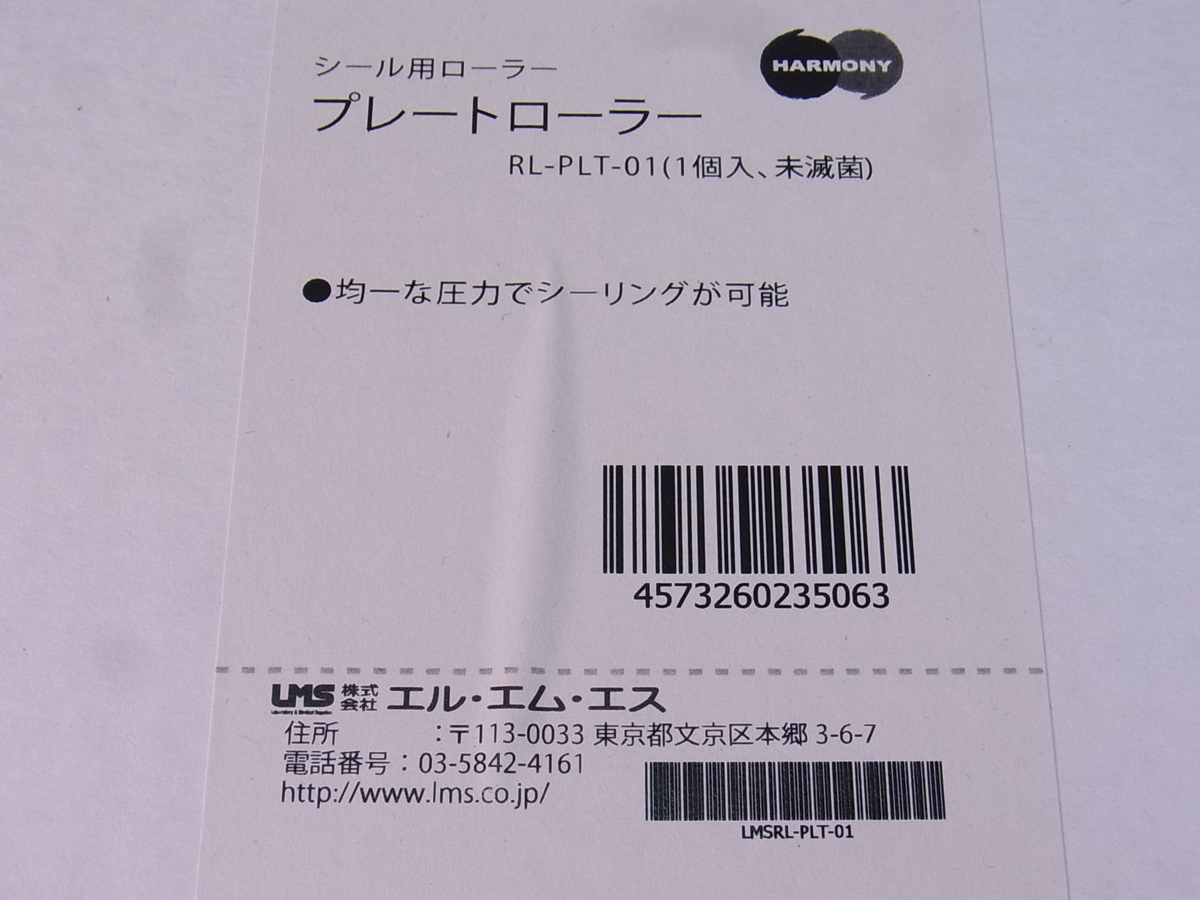 HARMONY
シール用ローラー
プレートローラー
RL-PLT-01(1個入、未滅菌)
●均一な圧力でシーリングが可能
4573260235063
LMS 株式会社 エル・エム・エス
Laboratory & Medical Supplies
住所 :〒113-0033 東京都文京区本郷 3-6-7
電話番号:03-5842-4161
http://www.lms.co.jp/
LMSRL-PLT-01